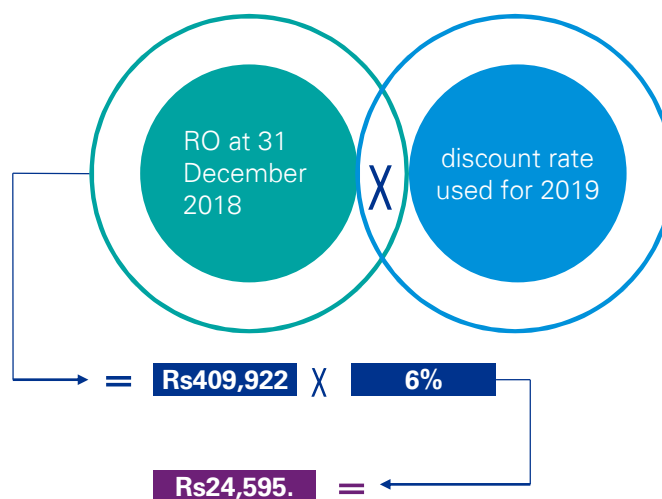 RO at 31
December
2018
X
discount rate
used for 2019
= Rs409,922 X 6%
Rs24,595. =